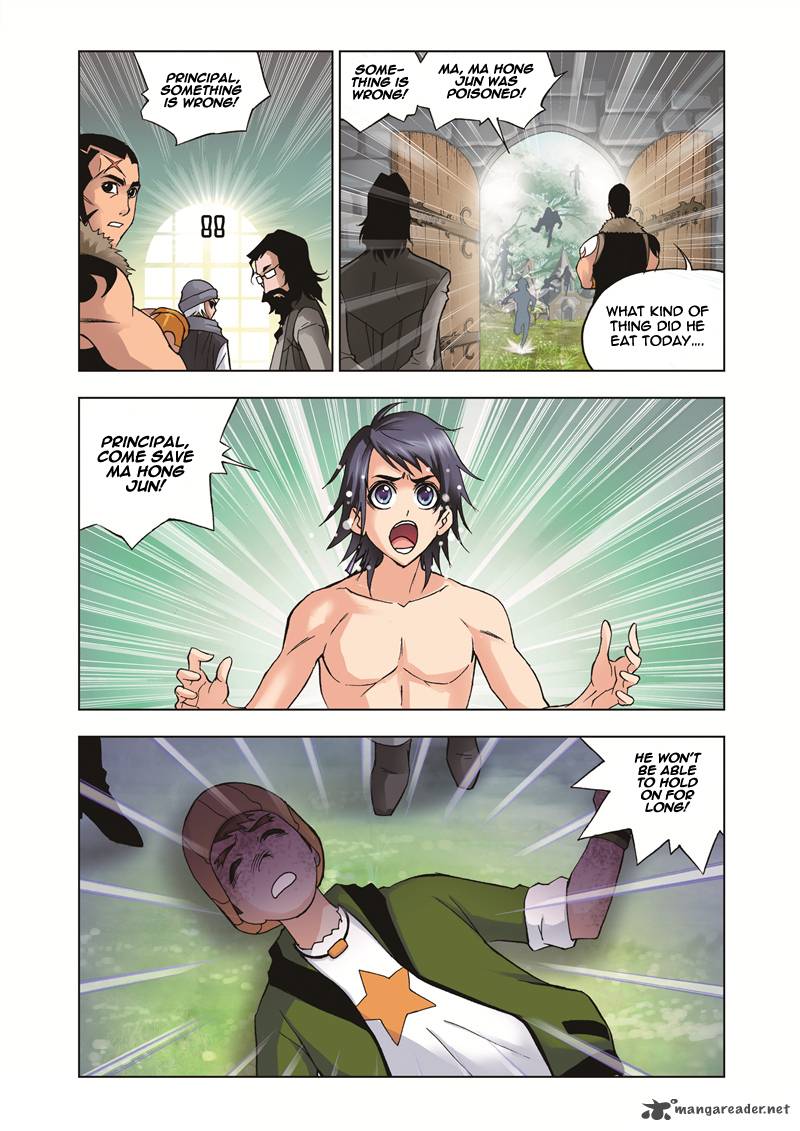 PRINCIPAL,
SOMETHING
IS WRONG!
88
SOME-
THING IS
WRONG!
MA, MA HONG
JUN WAS
POISONED!
WHAT KIND OF
THING DID HE
EAT TODAY....
PRINCIPAL,
COME SAVE
MA HONG
JUN!
HE WON'T
BE ABLE
TO HOLD
ON FOR
LONG!
mangareader.net